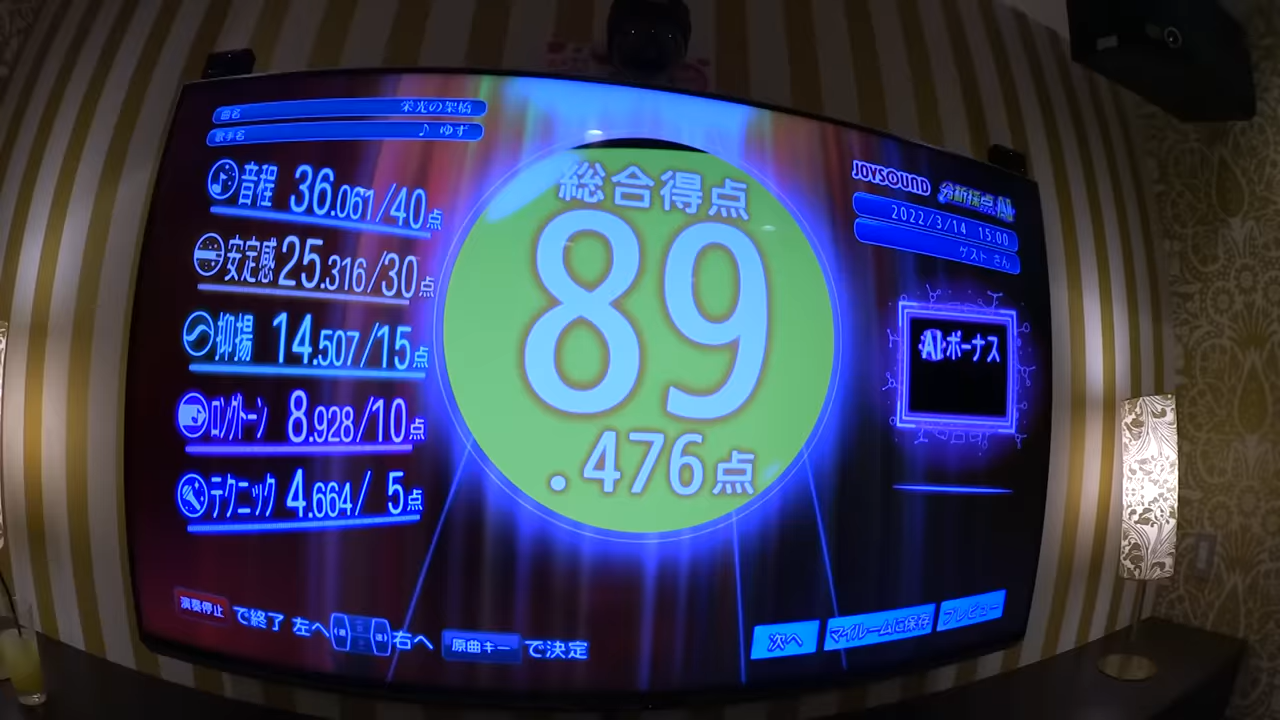 曲名 栄光の架橋
歌手名 ♪ ゆず
音程 36.061/40点
安定感 25.316/30点
抑揚 14.507/15点
ロングトーン 8.928/10点
テクニック 4.664/ 5点
総合得点
89
.476点
JOYSOUND 分析採点AI
2022/3/14 15:00
ゲスト さん
AIボーナス
演奏停止 で終了 左へ 右へ 原曲キー で決定
次へ マイルームに保存 プレビュー